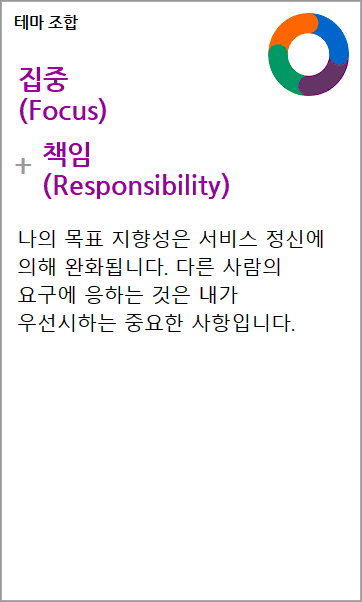 테마 조합
집중
(Focus)
+ 책임
(Responsibility)
나의 목표 지향성은 서비스 정신에
의해 완화됩니다. 다른 사람의
요구에 응하는 것은 내가
우선시하는 중요한 사항입니다.